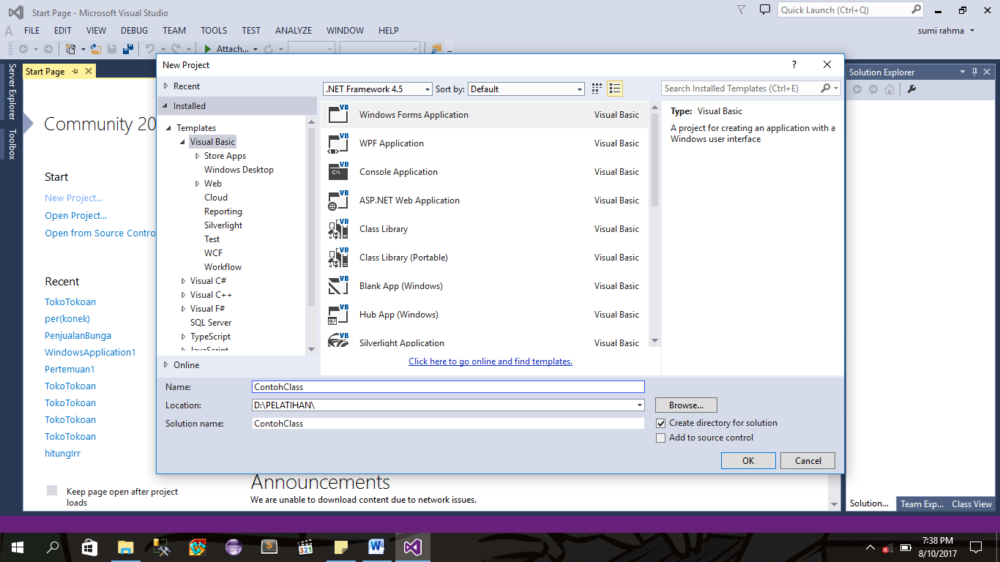 Start Page - Microsoft Visual Studio
Quick Launch (Ctrl+Q)
FILE EDIT VIEW DEBUG TEAM TOOLS TEST ANALYZE WINDOW HELP
sumi rahma
Attach...
Server Explorer
Toolbox
Start Page
Community 20
Start
New Project...
Open Project...
Open from Source Contro
Recent
TokoTokoan
per(konek)
PenjualanBunga
WindowsApplication1
Pertemuan1
TokoTokoan
TokoTokoan
TokoTokoan
TokoTokoan
hitungIrr
Keep page open after project
loads
New Project
?
Recent
Installed
Templates
Visual Basic
Store Apps
Windows Desktop
Web
Cloud
Reporting
Silverlight
Test
WCF
Workflow
Visual C#
Visual C++
Visual F#
SQL Server
TypeScript
JavaScript
Online
.NET Framework 4.5
Sort by: Default
Search Installed Templates (Ctrl+E)
VB Windows Forms Application Visual Basic
VB WPF Application Visual Basic
VB C:\ Console Application Visual Basic
VB ASP.NET Web Application Visual Basic
VB Class Library Visual Basic
VB Class Library (Portable) Visual Basic
VB Blank App (Windows) Visual Basic
VB Hub App (Windows) Visual Basic
VB Silverlight Application Visual Basic
Click here to go online and find templates.
Type: Visual Basic
A project for creating an application with a
Windows user interface
Name: ContohClass
Location: D:\PELATIHAN\
Browse...
Solution name: ContohClass
Create directory for solution
Add to source control
OK Cancel
Announcements
We are unable to download content due to network issues.
Solution Explorer
Solution... Team Exp... Class View
321
7:38 PM
8/10/2017